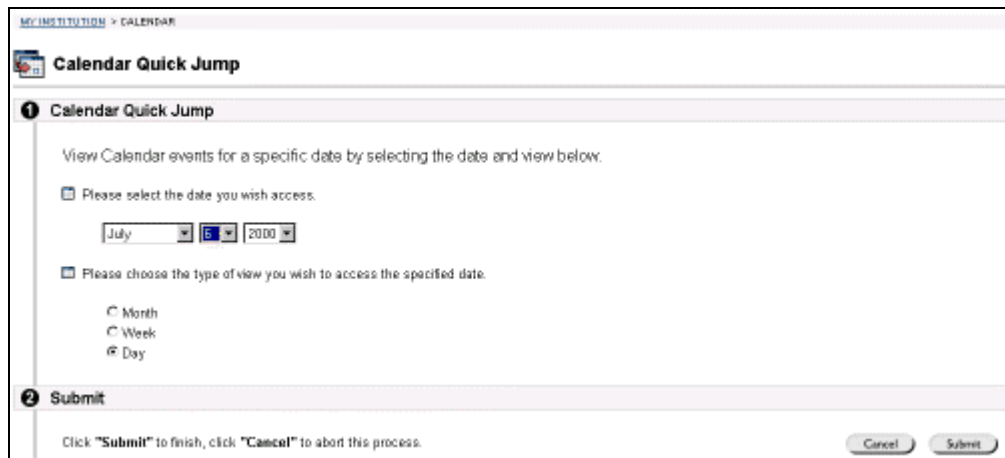 MY INSTITUTION > CALENDAR
Calendar Quick Jump
1 Calendar Quick Jump
View Calendar events for a specific date by selecting the date and view below.
Please select the date you wish access.
July 6 2000
Please choose the type of view you wish to access the specified date.
Month
Week
Day
2 Submit
Click "Submit" to finish, click "Cancel" to abort this process.
Cancel Submit